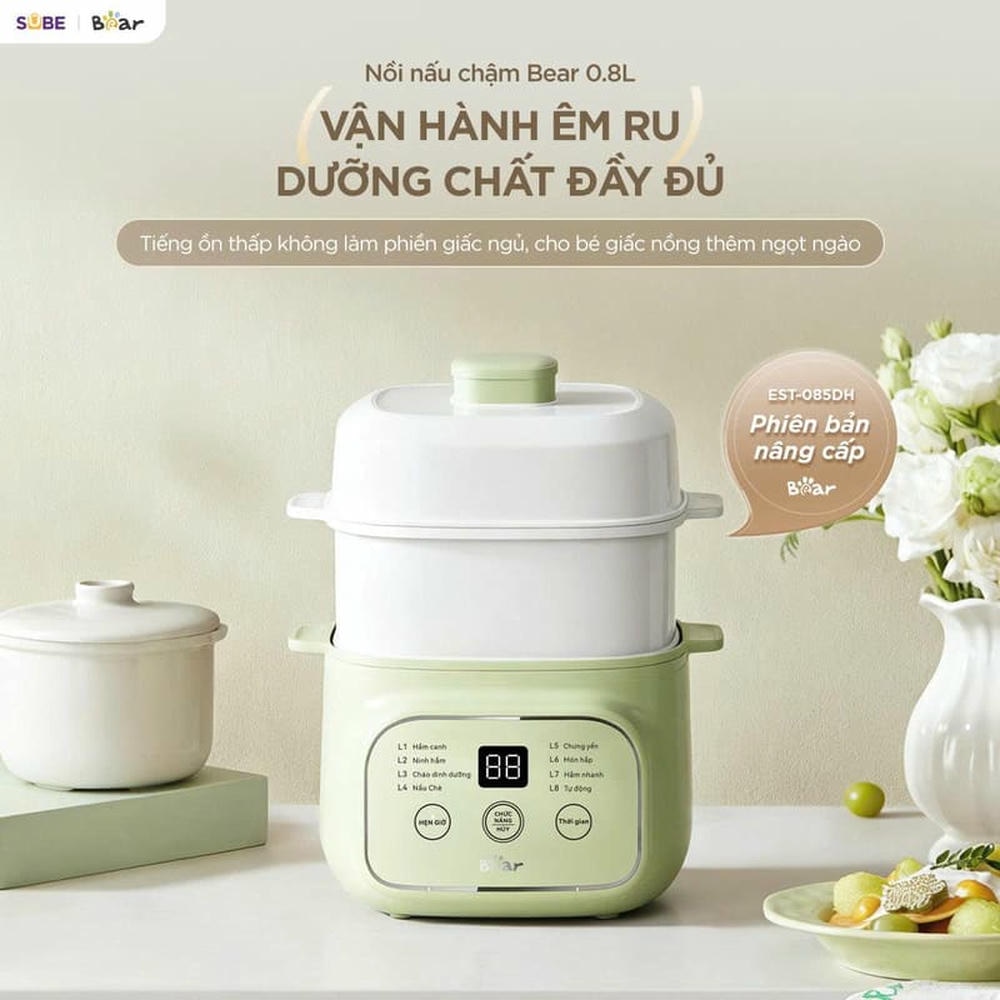 SUBE | Bear
Nồi nấu chậm Bear 0.8L
VẬN HÀNH ÊM RU
DƯỠNG CHẤT ĐẦY ĐỦ
Tiếng ồn thấp không làm phiền giấc ngủ, cho bé giấc nồng thêm ngọt ngào
EST-085DH
Phiên bản
nâng cấp
Bear
L1 Hầm canh
L2 Ninh hầm
L3 Cháo dinh dưỡng
L4 Nấu Chè
88
L5 Chưng yến
L6 Món hấp
L7 Hầm nhanh
L8 Tự động
HẸN GIỜ
CHỨC
NĂNG
HỦY
Thời gian
Bear